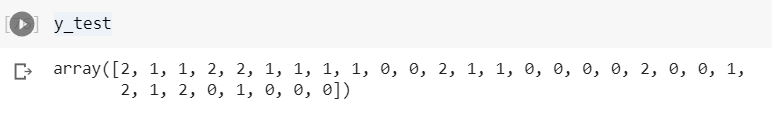 y_test
array([2, 1, 1, 2, 2, 1, 1, 1, 1, 0, 0, 2, 1, 1, 0, 0, 0, 0, 2, 0, 0, 1,
2, 1, 2, 0, 1, 0, 0, 0])